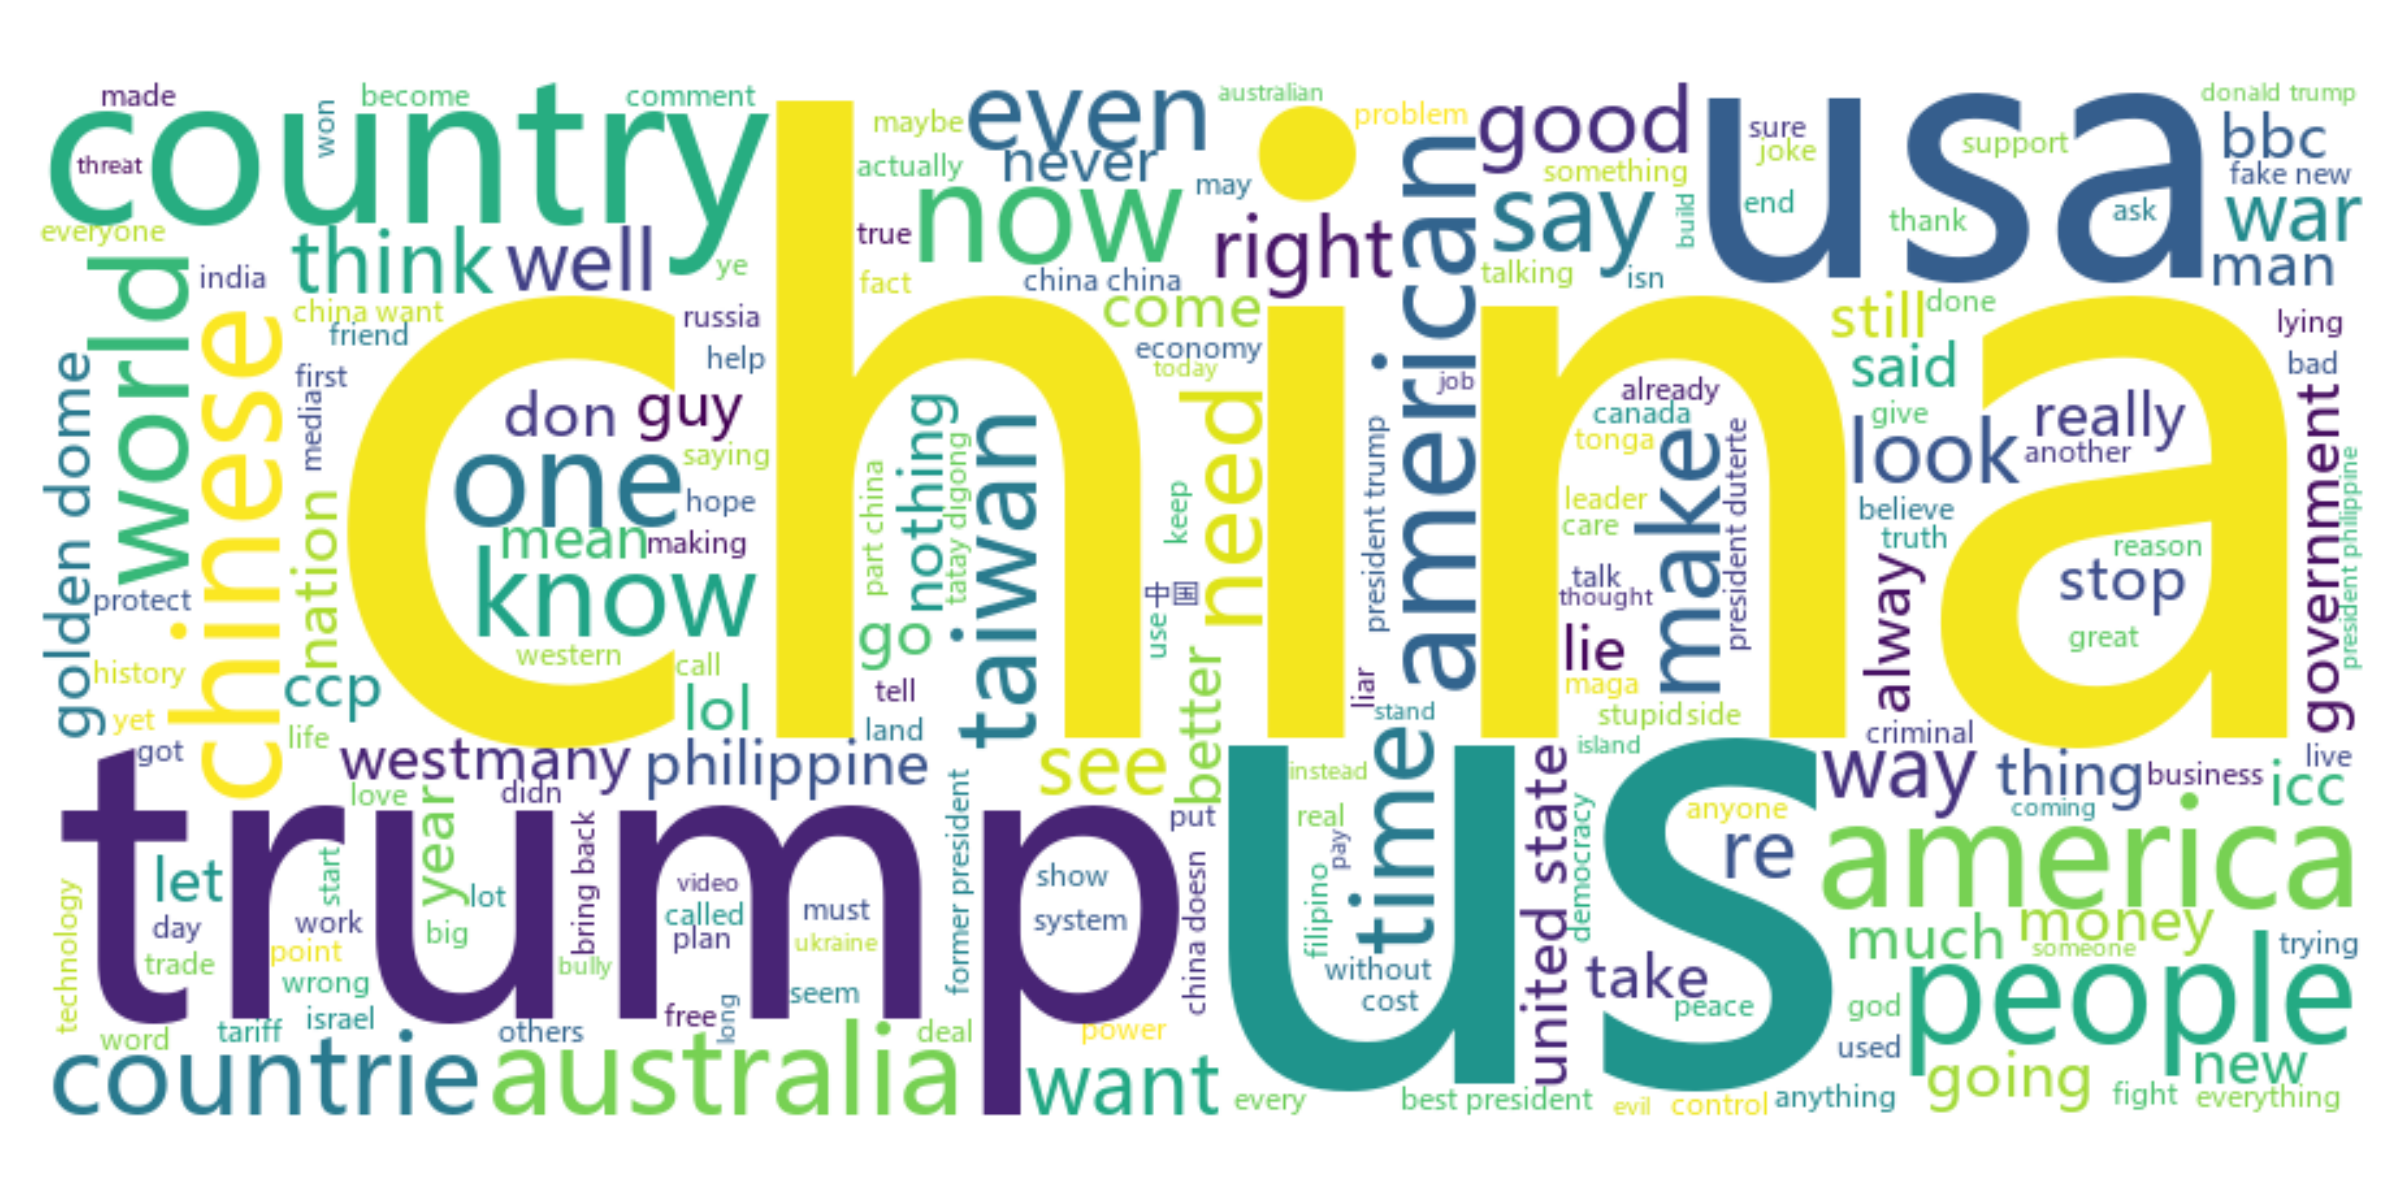 made
become
comment
country
won
threat
everyone
even
maybe
actually
never
now
may
australian
problem
good
usa
sure
joke
support
donald trump
bbc
fake new
something
say
build
end
thank
ask
war
man
true
right
american
talking
isn
world
india
think
well
ye
china want
friend
fact
china china
come
economy
today
russia
help
still
done
lying
said
bad
china
chinese
golden dome
first
media
don
guy
one
saying
hope
mean
making
know
western
call
nation
protect
history
yet
got
ccp
life
lol
nothing
part china
tatay digong
taiwan
go
tell
land
need
keep
中国
use
better
president trump
liar
job
already
canada
tonga
leader
care
talk
thought
make
president duterte
lie
maga
stupid
side
stand
island
give
look
really
another
believe
truth
reason
stop
great
alway
criminal
government
president philippine
live
trump
westmany
philippine
see
love
didn
year
us
instead
time
united state
democracy
way
thing
business
icc
coming
anyone
re
america
let
start
lot
big
bring back
video
called
plan
must
ukraine
former president
show
system
put
china doesn
real
pay
filipino
without
cost
take
peace
much
money
someone
trying
people
god
used
technology
day
trade
work
point
wrong
bully
free
long
seem
word
tariff
israel
others
deal
power
countrie
australia
want
every
best president
evil
control
anything
going
new
fight
everything